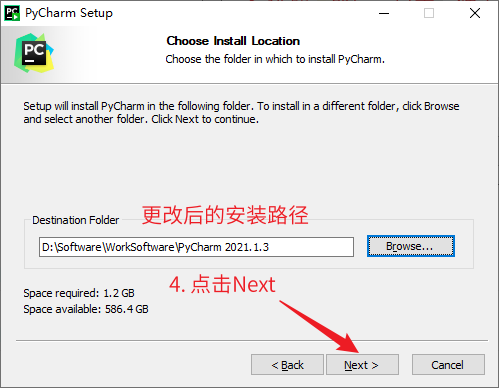 PyCharm Setup
PC
Choose Install Location
Choose the folder in which to install PyCharm.
Setup will install PyCharm in the following folder. To install in a different folder, click Browse
and select another folder. Click Next to continue.
更改后的安装路径
Destination Folder
D:\Software\WorkSoftware\PyCharm 2021.1.3
Browse...
Space required: 1.2 GB
Space available: 586.4 GB
4. 点击Next
< Back
Next >
Cancel